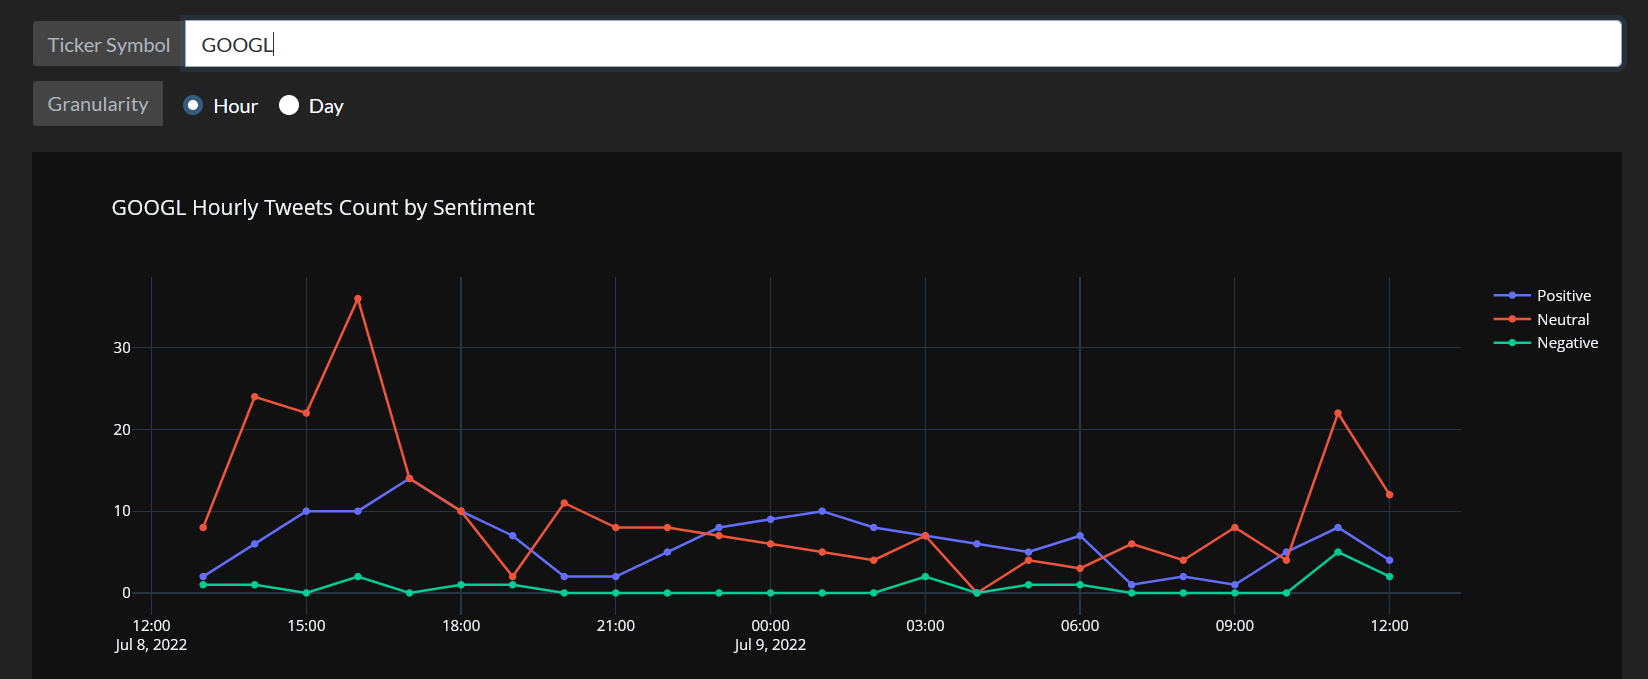 Ticker Symbol GOOGL
Granularity Hour Day
GOOGL Hourly Tweets Count by Sentiment
Positive
Neutral
Negative
30
20
10
0
12:00 15:00 18:00 21:00 00:00 03:00 06:00 09:00 12:00
Jul 8, 2022 Jul 9, 2022